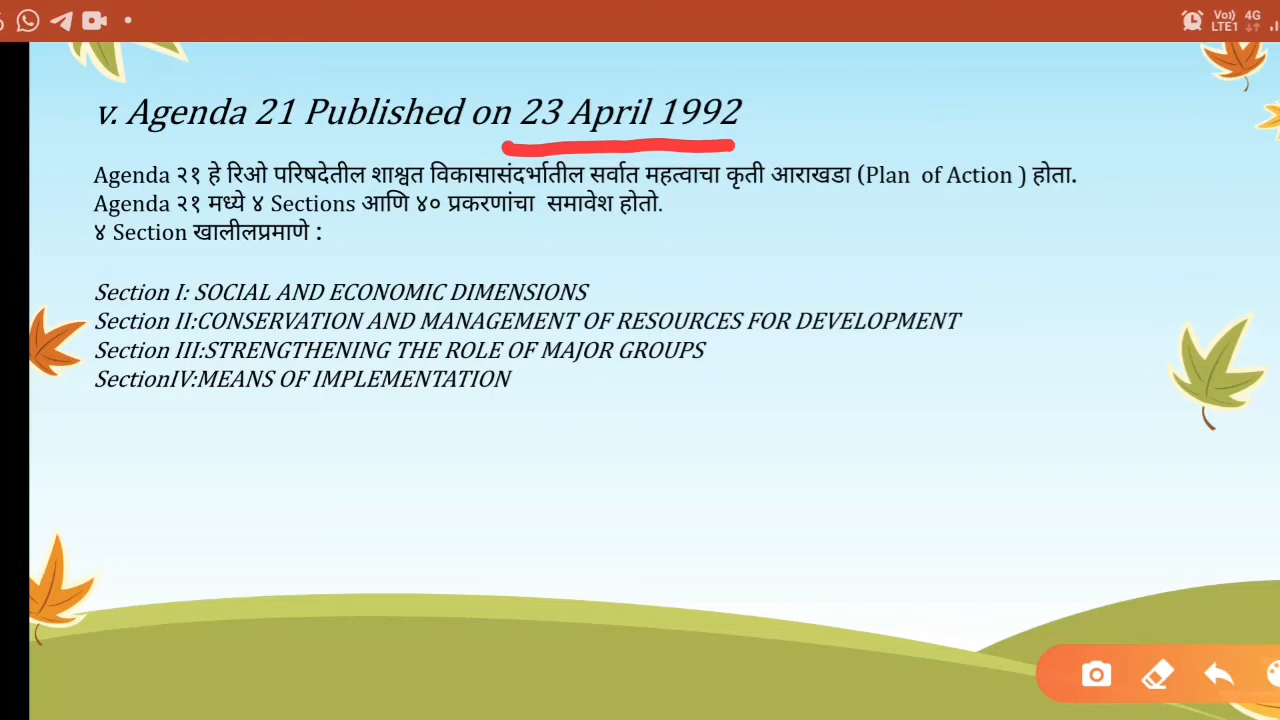 Vo) 4G
LTE1
v. Agenda 21 Published on 23 April 1992
Agenda २१ हे रिओ परिषदेतील शाश्वत विकासासंदर्भातील सर्वात महत्वाचा कृती आराखडा (Plan of Action ) होता.
Agenda २१ मध्ये ४ Sections आणि ४० प्रकरणांचा समावेश होतो.
४ Section खालीलप्रमाणे :
Section I: SOCIAL AND ECONOMIC DIMENSIONS
Section II:CONSERVATION AND MANAGEMENT OF RESOURCES FOR DEVELOPMENT
Section III:STRENGTHENING THE ROLE OF MAJOR GROUPS
SectionIV:MEANS OF IMPLEMENTATION